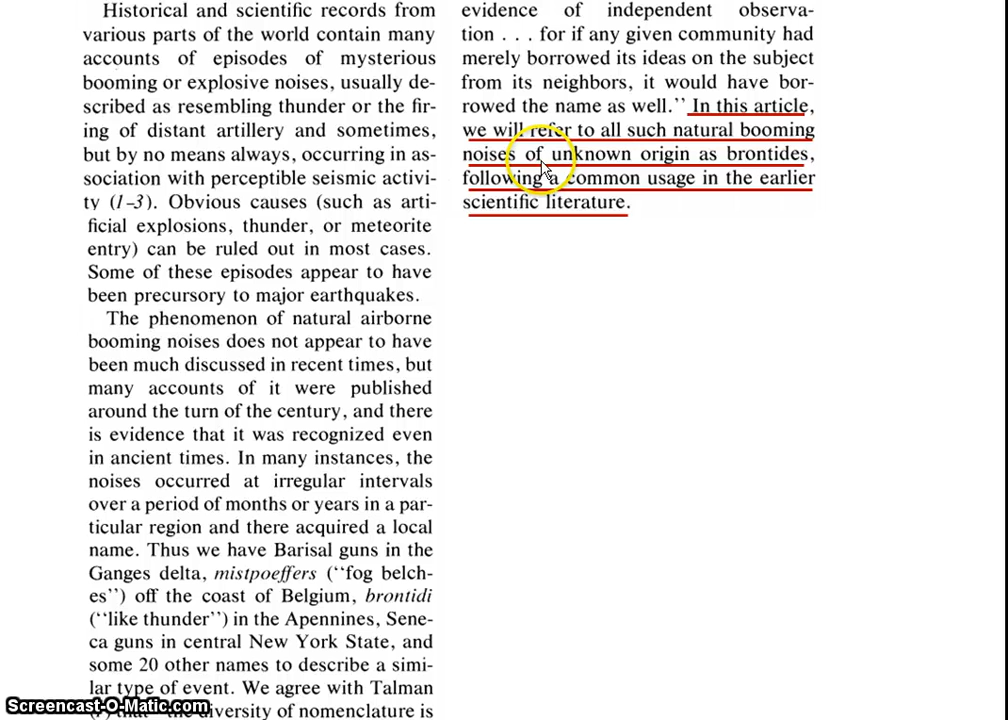 Historical and scientific records from
various parts of the world contain many
accounts of episodes of mysterious
booming or explosive noises, usually de-
scribed as resembling thunder or the fir-
ing of distant artillery and sometimes,
but by no means always, occurring in as-
sociation with perceptible seismic activi-
ty (1–3). Obvious causes (such as arti-
ficial explosions, thunder, or meteorite
entry) can be ruled out in most cases.
Some of these episodes appear to have
been precursory to major earthquakes.
The phenomenon of natural airborne
booming noises does not appear to have
been much discussed in recent times, but
many accounts of it were published
around the turn of the century, and there
is evidence that it was recognized even
in ancient times. In many instances, the
noises occurred at irregular intervals
over a period of months or years in a par-
ticular region and there acquired a local
name. Thus we have Barisal guns in the
Ganges delta, mistpoeffers (“fog belch-
es”) off the coast of Belgium, brontidi
(“like thunder”) in the Apennines, Sene-
ca guns in central New York State, and
some 20 other names to describe a simi-
lar type of event. We agree with Talman
diversity of nomenclature is
evidence of independent observa-
tion . . . for if any given community had
merely borrowed its ideas on the subject
from its neighbors, it would have bor-
rowed the name as well.” In this article,
we will refer to all such natural booming
noises of unknown origin as brontides,
following a common usage in the earlier
scientific literature.
Screencast-O-Matic.com